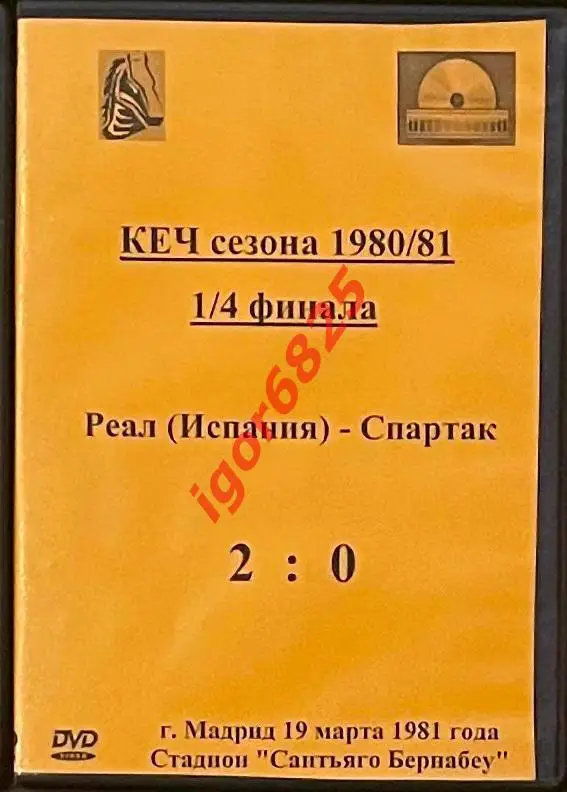 КЕЧ сезона 1980/81
1/4 финала
Реал (Испания) - Спартак
igor6825
2 : 0
DVD
VIDEO
г. Мадрид 19 марта 1981 года
Стадион "Сантьяго Бернабеу"